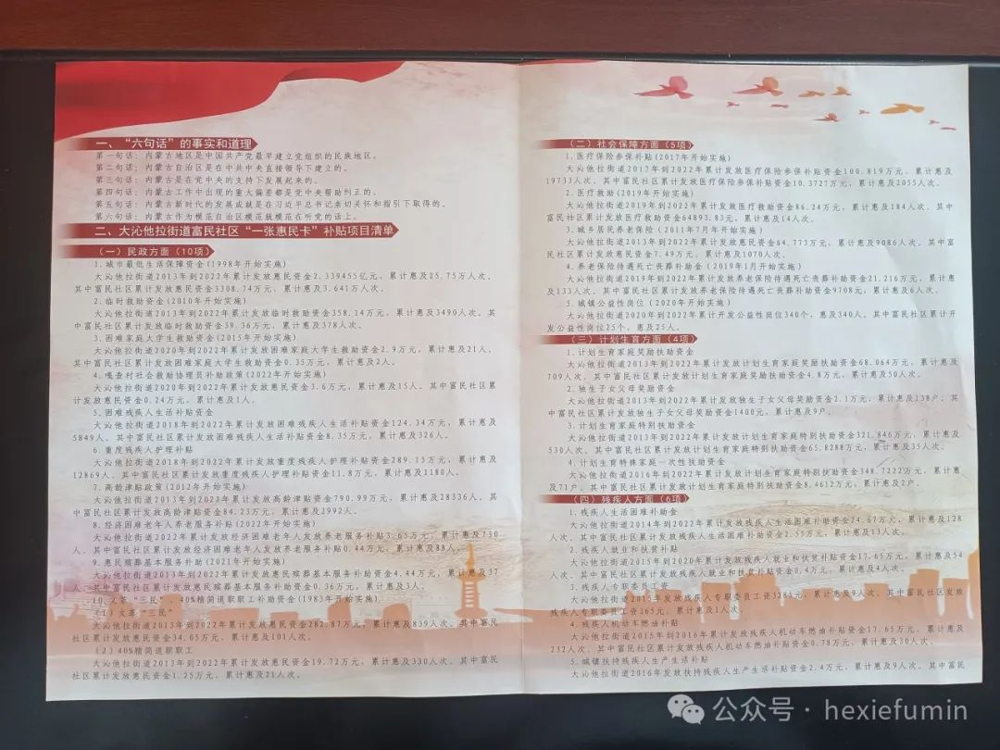 一、“六句话”的事实和道理
第一句话：内蒙古地区是中国共产党最早建立党组织的民族地区。
第二句话：内蒙古自治区是在中共中央直接领导下建立的。
第三句话：内蒙古是在党中央的支持下发展起来的。
第四句话：内蒙古工作中出现的重大偏差都是党中央帮助纠正的。
第五句话：内蒙古新时代的发展成就是在习近平总书记亲切关怀和指引下取得的。
第六句话：内蒙古作为模范自治区模范就模范在听党的话上。
二、大沁他拉街道富民社区“一张惠民卡”补贴项目清单
（一）民政方面（10项）
1.城市最低生活保障资金(1998年开始实施)
大沁他拉街道2013年到2022年累计发放惠民资金2.339455亿元，累计惠及25.75万人次。
其中富民社区累计发放惠民资金3308.74万元，累计惠及3.641万人次。
2.临时救助资金(2010年开始实施)
大沁他拉街道2013年到2022年累计发放临时救助资金358.14万元，累计惠及3490人次。其
中富民社区累计发放临时救助资金39.36万元，累计惠及378人次。
3.困难家庭大学生救助资金(2015年开始实施)
大沁他拉街道2020年到2022年累计发放困难家庭大学生救助资金2.9万元，累计惠及21人。
其中富民社区累计发放困难家庭大学生救助资金0.35万元，累计惠及2人。
4.嘎查村社会救助协理员补助政策(2022年开始实施)
大沁他拉街道2022年到2022年累计发放惠民资金3.6万元，累计惠及15人。其中富民社区累
计发放惠民资金0.24万元，累计惠及1人。
5.困难残疾人生活补贴资金
大沁他拉街道2018年到2022年累计发放困难残疾人生活补贴资金124.34万元，累计惠及
5849人。其中富民社区累计发放困难残疾人生活补贴资金8.35万元，累计惠及326人。
6.重度残疾人护理补贴
大沁他拉街道2018年到2022年累计发放重度残疾人护理补贴资金289.15万元，累计惠及
12869人。其中富民社区累计发放重度残疾人护理补贴资金11.8万元，累计惠及1180人。
7.高龄津贴政策(2012年开始实施)
大沁他拉街道2013年到2022年累计发放高龄津贴资金790.99万元，累计惠及28336人。其
中富民社区累计发放高龄津贴资金84.23万元，累计惠及2992人。
8.经济困难老年人养老服务补贴(2022年开始实施)
大沁他拉街道2022年累计发放经济困难老年人发放养老服务补贴3.65万元，累计惠及730
人。其中富民社区累计发放经济困难老年人发放养老服务补贴0.44万元，累计惠及88人。
9.惠民殡葬基本服务补助(2021年开始实施)
大沁他拉街道2013年到2022年累计发放惠民殡葬基本服务补助资金4.44万元，累计惠及37
人。其中富民社区累计发放惠民殡葬基本服务补助资金0.36万元，累计惠及3人。
10.文革“三民”、40%精简退职职工补助资金(1983年开始实施)
(1)文革“三民”
大沁他拉街道2013年到2022年累计发放惠民资金282.87万元，累计惠及839人次。其中富民
社区累计发放惠民资金34.05万元，累计惠及101人次。
(2)40%精简退职职工
大沁他拉街道2013年到2022年累计发放惠民资金19.72万元，累计惠及330人次。其中富民
社区累计发放惠民资金1.25万元，累计惠及21人次。
（二）社会保障方面（5项）
1.医疗保险参保补贴(2017年开始实施)
大沁他拉街道2017年到2022年累计发放医疗保险参保补贴资金100.819万元，累计惠及
19733人次。其中富民社区累计发放医疗保险参保补贴资金10.3727万元，累计惠及2055人次。
2.医疗救助(2019年开始实施)
大沁他拉街道2019年到2022年累计发放医疗救助资金86.24万元，累计惠及184人次。其中富
民社区累计发放医疗救助资金64893.83元，累计惠及14人次。
3.城乡居民养老保险(2011年7月年开始实施)
大沁他拉街道2013年到2022年累计发放惠民资金64.773万元，累计惠及9086人次。其中富民
社区累计发放惠民资金7.49万元，累计惠及1070人次。
4.养老保险待遇死亡丧葬补助金（2019年1月开始实施）
大沁他拉街道2019年到2022年累计发放养老保险待遇死亡丧葬补助资金21.216万元，累计惠
及133人次。其中富民社区累计发放养老保险待遇死亡丧葬补助资金9708元，累计惠及6人次。
5.城镇公益性岗位（2020年开始实施）
大沁他拉街道2020年到2022年累计开发公益性岗位340个，惠及340人。其中富民社区累计开
发公益性岗位25个，惠及25人。
（三）计划生育方面（4项）
1.计划生育家庭奖励扶助资金
大沁他拉街道2013年到2022年累计发放计划生育家庭奖励扶助资金68.064万元，累计惠及
709人次。其中富民社区累计发放计划生育家庭奖励扶助资金4.8万元，累计惠及50人次。
2.独生子女父母奖励资金
大沁他拉街道2013年到2022年累计发放独生子女父母奖励资金2.1万元，累计惠及138户。其
中富民社区累计发放独生子女父母奖励资金1400元，累计惠及9户。
3.计划生育家庭特别扶助资金
大沁他拉街道2013年到2022年累计发放计划生育家庭特别扶助资金321.846万元，累计惠及
530人次。其中富民社区累计发放计划生育家庭特别扶助资金65.8288万元，累计惠及35人次。
4.计划生育特殊家庭一次性扶助资金
大沁他拉街道2016年到2022年累计发放计划生育家庭特别扶助资金348.7222万元，累计惠
及71户。其中富民社区累计发放计划生育家庭特别扶助资金8.4612万元，累计惠及2户。
（四）残疾人方面（6项）
1.残疾人生活困难补助金
大沁他拉街道2014年到2022年累计发放残疾人生活困难补助资金24.67万元，累计惠及128
人次。其中富民社区累计发放残疾人生活困难补助资金2.55万元，累计惠及13人次。
2.残疾人就业和扶贫补贴
大沁他拉街道2015年到2020年累计发放残疾人就业和扶贫补贴资金17.65万元，累计惠及54
人次。其中富民社区累计发放残疾人就业和扶贫补贴资金0.4万元，累计惠及4人次。
3.残疾人专职委员工资
大沁他拉街道2015年发放残疾人专职委员工资3285元，累计惠及9人次。其中富民社区发放
残疾人专职委员工资365元，累计惠及1人次。
4.残疾人机动车燃油补贴
大沁他拉街道2015年到2016年累计发放残疾人机动车燃油补贴资金17.65万元，累计惠及
232人次。其中富民社区累计发放残疾人机动车燃油补贴资金0.78万元，累计惠及30人次。
5.城镇扶持残疾人生产生活补贴
大沁他拉街道2016年发放扶持残疾人生产生活补贴资金2.4万元，累计惠及9人次。其中富民
公众号·hexiefumin